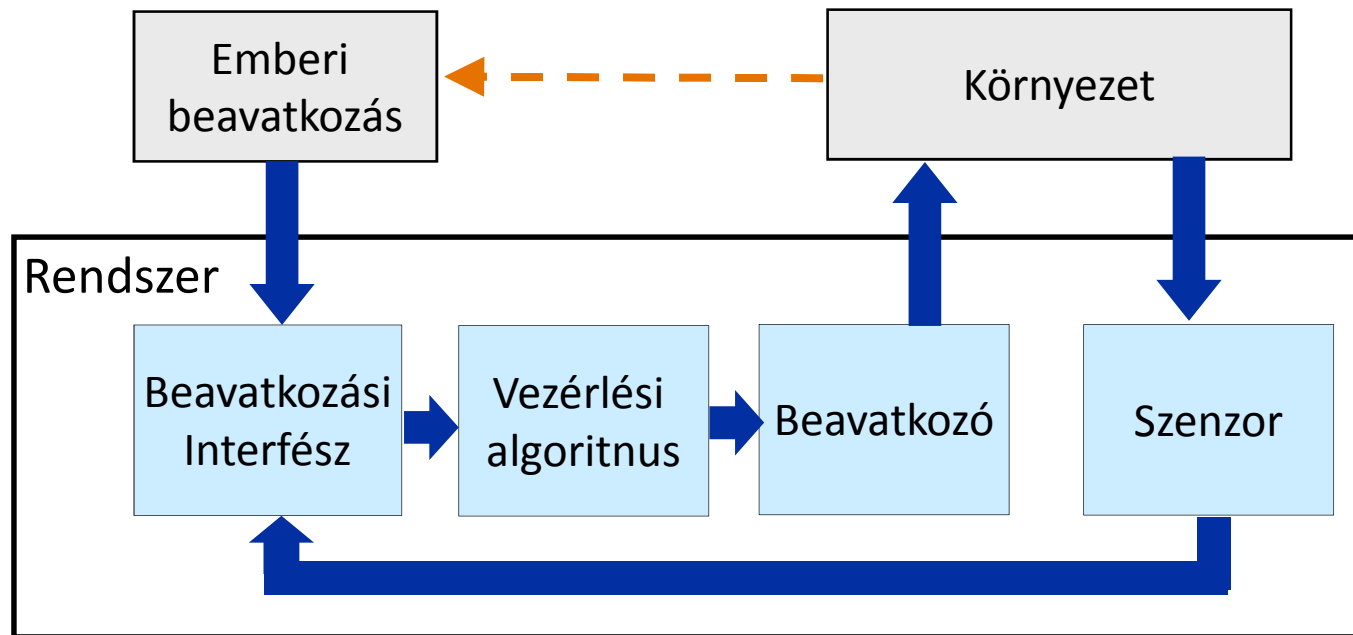 Emberi
beavatkozás
Környezet
Rendszer
Beavatkozási
Interfész
Vezérlési
algoritnus
Beavatkozó
Szenzor